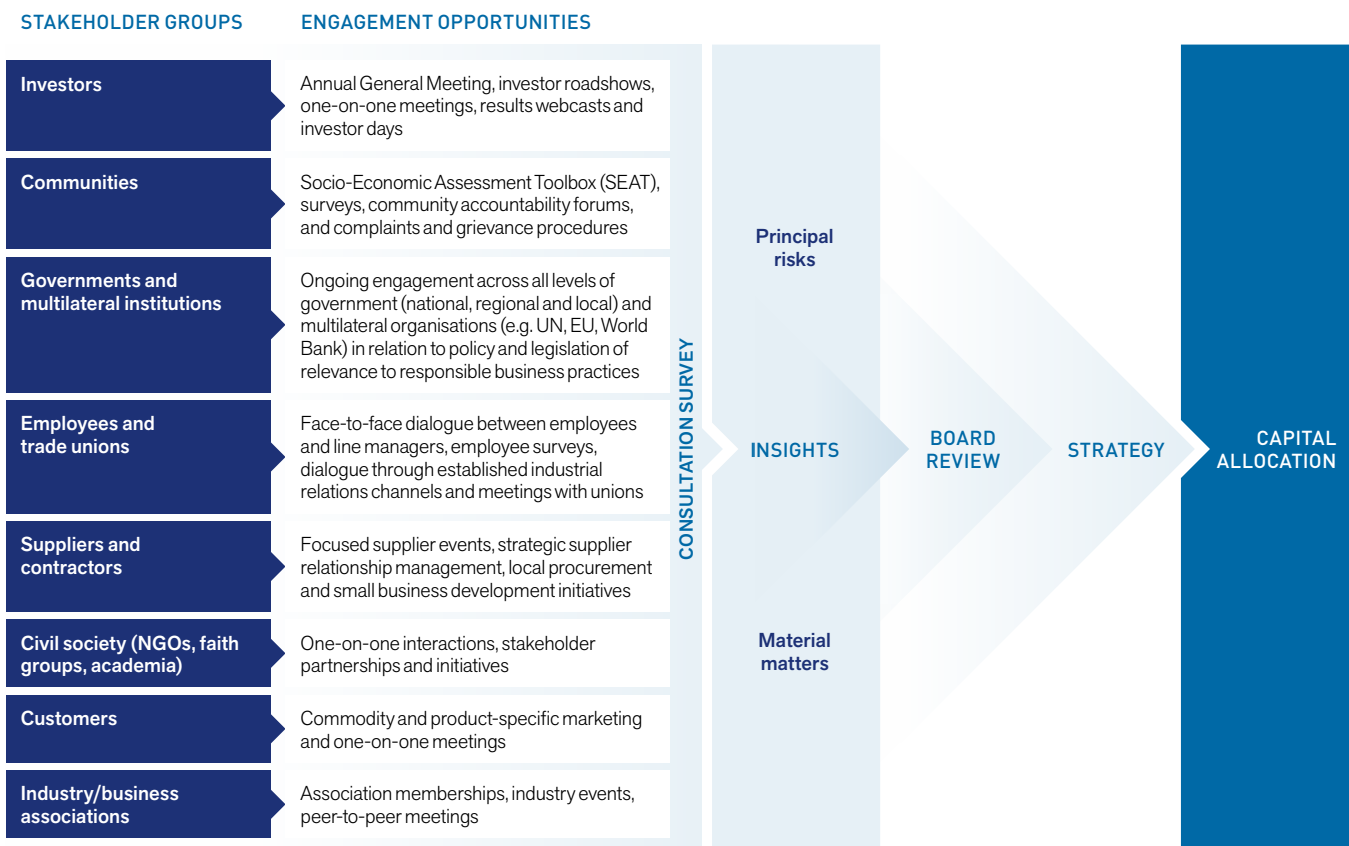 STAKEHOLDER GROUPS
ENGAGEMENT OPPORTUNITIES
Investors
Annual General Meeting, investor roadshows,
one-on-one meetings, results webcasts and
investor days
Communities
Socio-Economic Assessment Toolbox (SEAT),
surveys, community accountability forums,
and complaints and grievance procedures
Governments and
multilateral institutions
Ongoing engagement across all levels of
government (national, regional and local) and
multilateral organisations (e.g. UN, EU, World
Bank) in relation to policy and legislation of
relevance to responsible business practices
Employees and
trade unions
Face-to-face dialogue between employees
and line managers, employee surveys,
dialogue through established industrial
relations channels and meetings with unions
Suppliers and
contractors
Focused supplier events, strategic supplier
relationship management, local procurement
and small business development initiatives
Civil society (NGOs, faith
groups, academia)
One-on-one interactions, stakeholder
partnerships and initiatives
Customers
Commodity and product-specific marketing
and one-on-one meetings
Industry/business
associations
Association memberships, industry events,
peer-to-peer meetings
CONSULTATION SURVEY
Principal
risks
INSIGHTS
Material
matters
BOARD
REVIEW
STRATEGY
CAPITAL
ALLOCATION